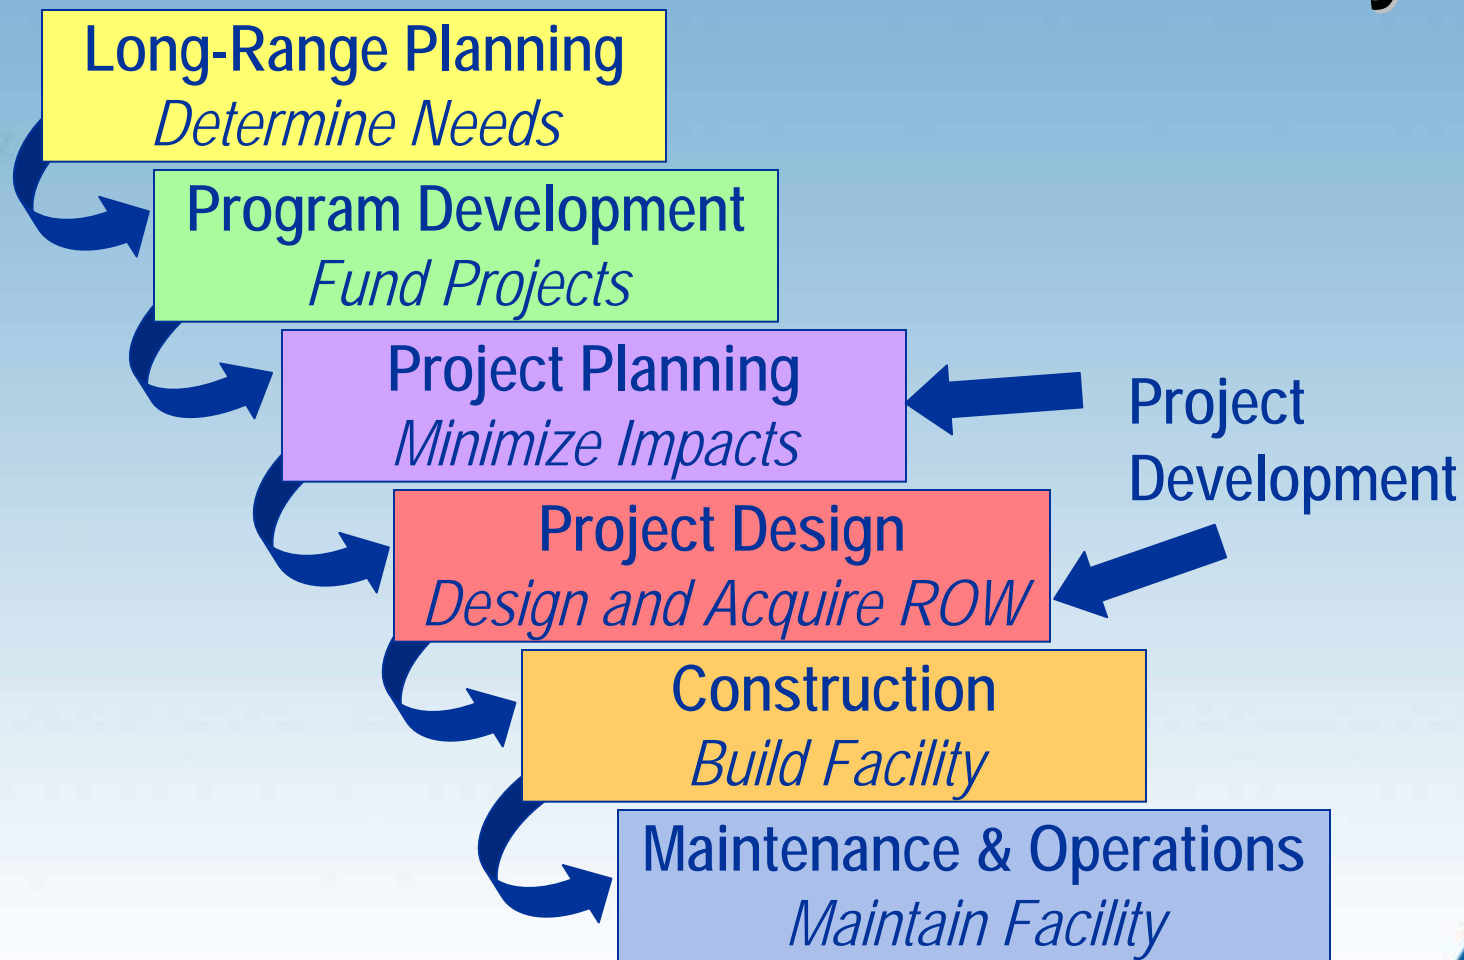 Long-Range Planning
Determine Needs
Program Development
Fund Projects
Project Planning
Minimize Impacts
Project
Development
Project Design
Design and Acquire ROW
Construction
Build Facility
Maintenance & Operations
Maintain Facility